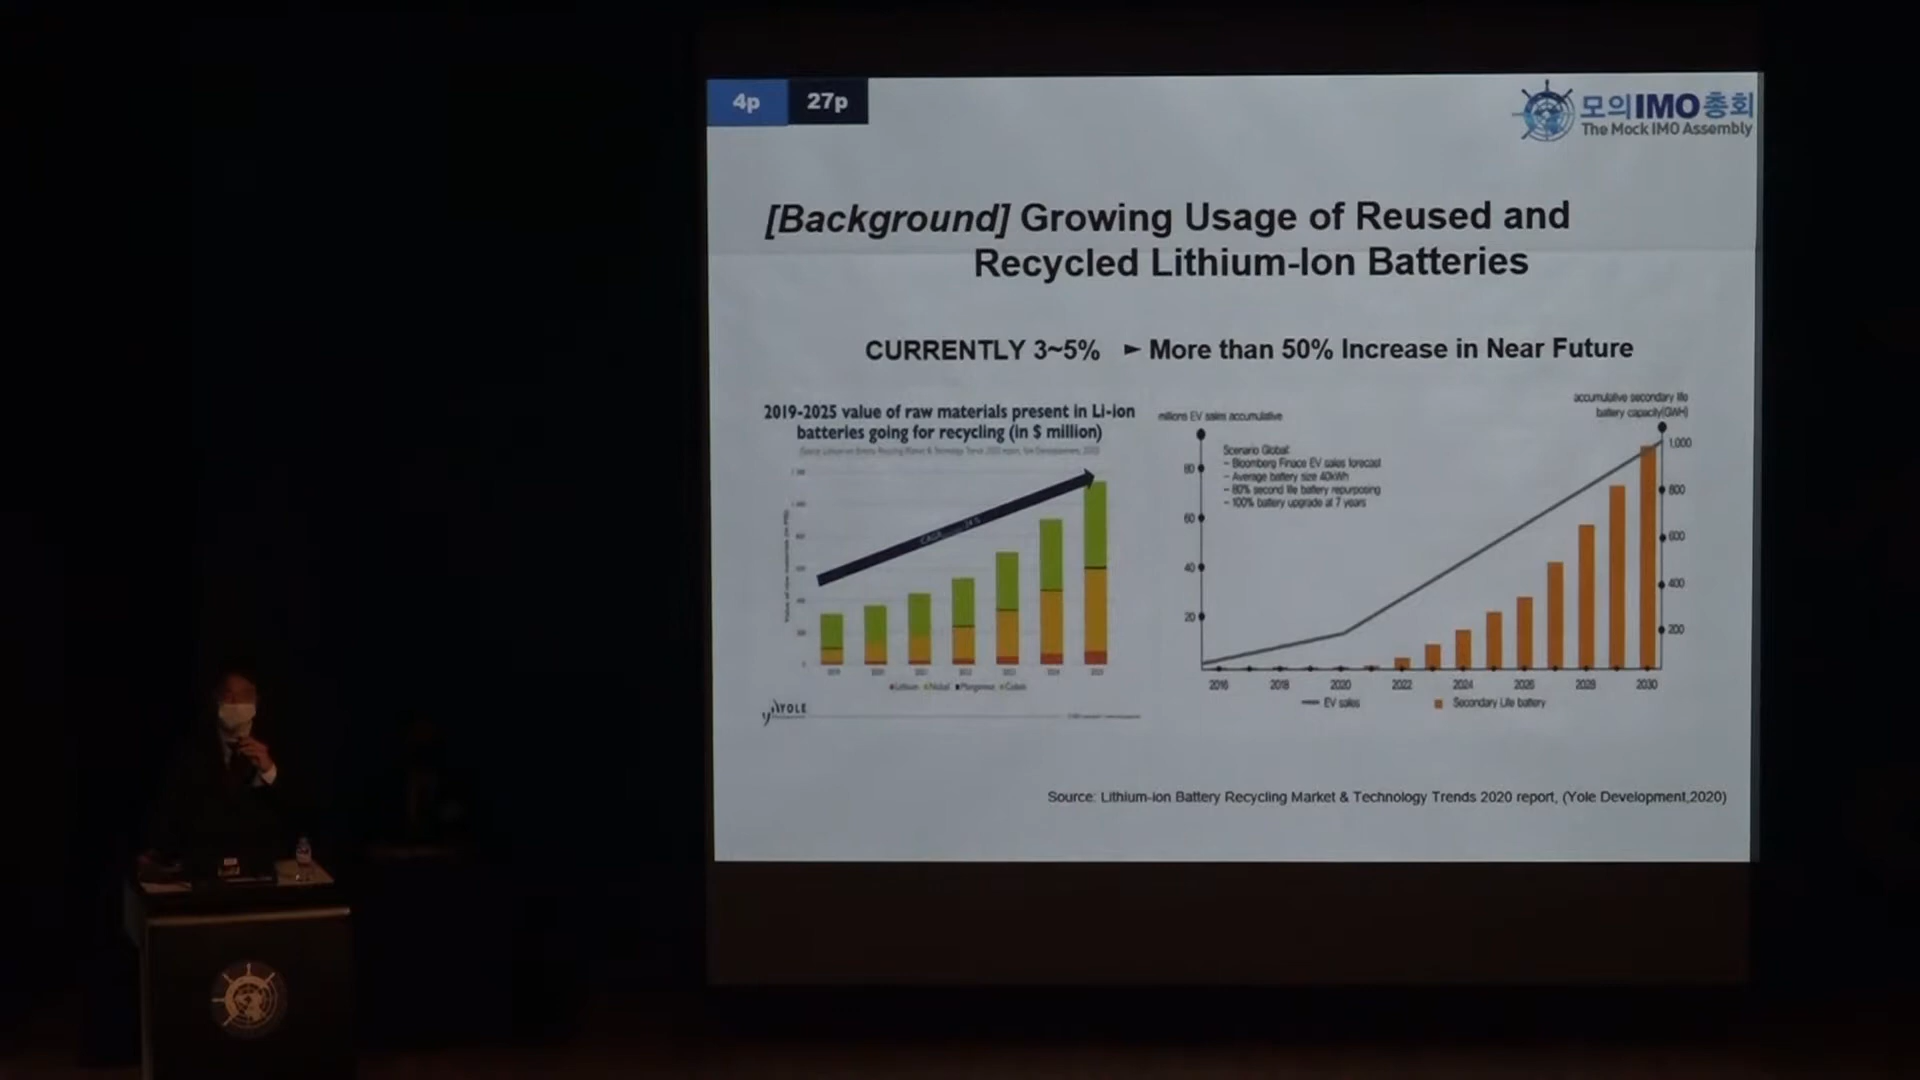 4p 27p
모의IMO총회
The Mock IMO Assembly
[Background] Growing Usage of Reused and
Recycled Lithium-Ion Batteries
CURRENTLY 3~5% ► More than 50% Increase in Near Future
2019-2025 value of raw materials present in Li-ion
batteries going for recycling (in $ million)
YOLE
millions EV sales accumulative
accumulative secondary life
battery capacity(GWH)
Scenario Global:
- Bloomberg Finace EV sales forecast
- Average battery size 40kWh
- 80% second life battery repurposing
- 100% battery upgrade at 7 years
80
60
40
20
1,000
800
600
400
200
2016 2018 2020 2022 2024 2026 2028 2030
EV sales Secondary Life battery
Source: Lithium-ion Battery Recycling Market & Technology Trends 2020 report, (Yole Development,2020)